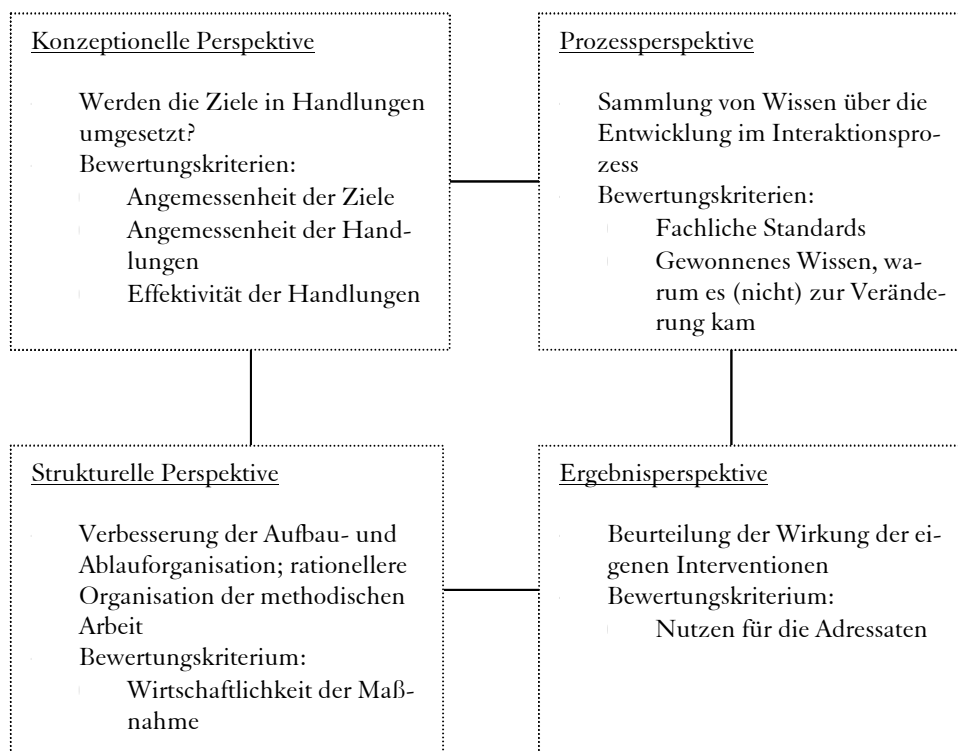 Konzeptionelle Perspektive
Werden die Ziele in Handlungen
umgesetzt?
Bewertungskriterien:
Angemessenheit der Ziele
Angemessenheit der Hand-
lungen
Effektivität der Handlungen
Prozessperspektive
Sammlung von Wissen über die
Entwicklung im Interaktionspro-
zess
Bewertungskriterien:
Fachliche Standards
Gewonnenes Wissen, wa-
rum es (nicht) zur Verände-
rung kam
Strukturelle Perspektive
Verbesserung der Aufbau- und
Ablauforganisation; rationellere
Organisation der methodischen
Arbeit
Bewertungskriterium:
Wirtschaftlichkeit der Maß-
nahme
Ergebnisperspektive
Beurteilung der Wirkung der ei-
genen Interventionen
Bewertungskriterium:
Nutzen für die Adressaten